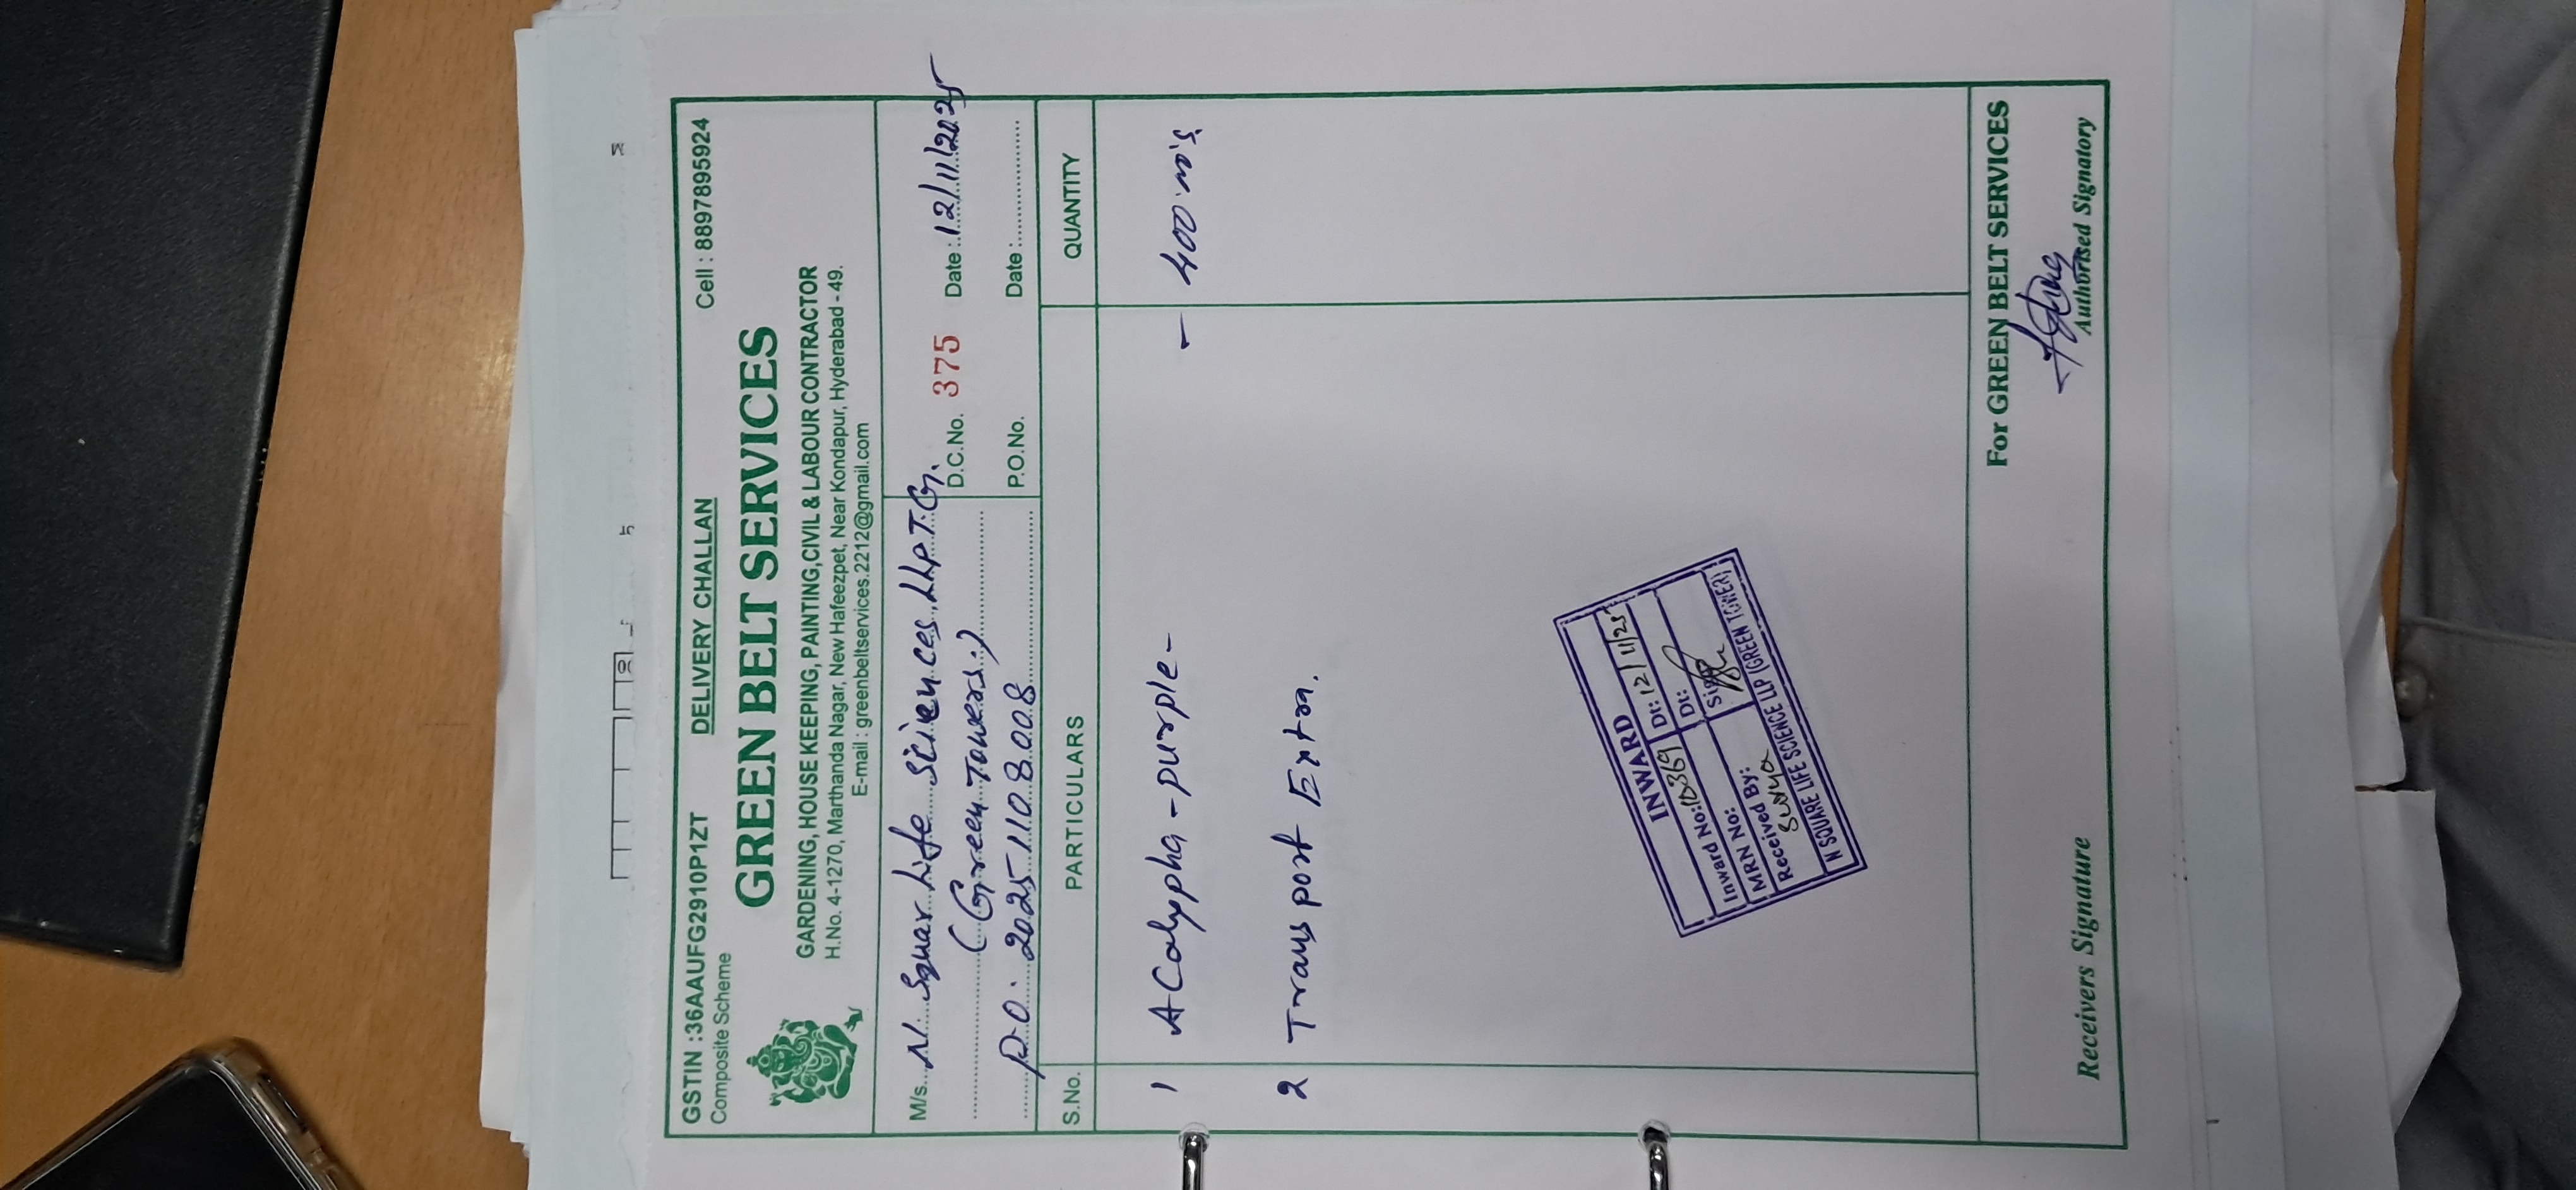 GSTIN :36AAUFG2910P1ZT DELIVERY CHALLAN Cell : 8897895924
Composite Scheme
GREEN BELT SERVICES
GARDENING, HOUSE KEEPING, PAINTING,CIVIL & LABOUR CONTRACTOR
H.No. 4-1270, Marthanda Nagar, New Hafeezpet, Near Kondapur, Hyderabad - 49.
E-mail : greenbeltservices.2212@gmail.com
M/s. N. Squar Life Sciences. LLP T.G.
(Green Towers.)
P.O. 20251108008
D.C.No. 375 Date : 12/11/2025
P.O.No. Date :
S.No. PARTICULARS QUANTITY
1 ACalypha - purple - - 400 no's
2 Transport Extra.
INWARD
Inward No: Dt: 12/11/25
MRN No: Dt:
Received By: Sign
N SQUARE LIFE SCIENCE LLP (GREEN TOWER)
For GREEN BELT SERVICES
Receivers Signature Authorised Signatory